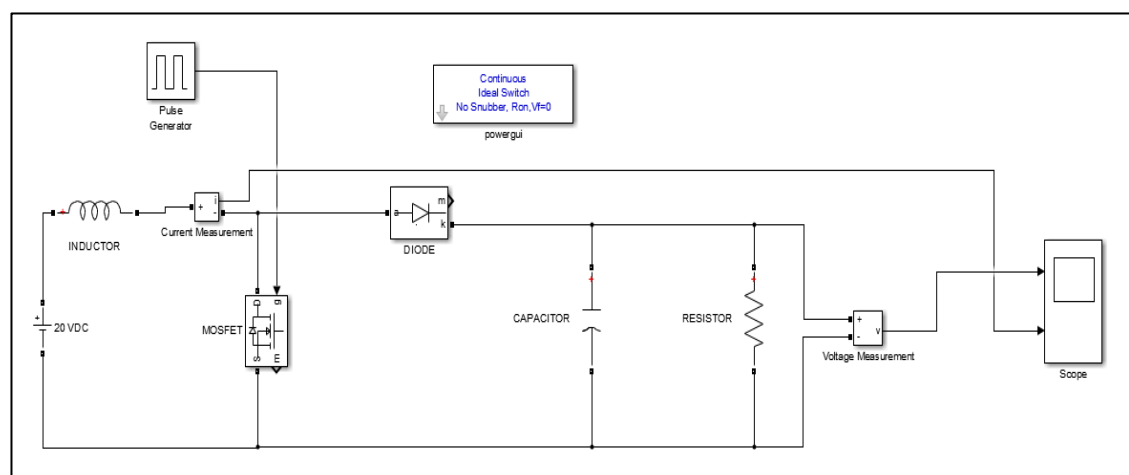 Pulse
Generator
Continuous
Ideal Switch
No Snubber, Ron,Vf=0
powergui
+
i
-
Current Measurement
INDUCTOR
a
m
k
DIODE
+
20 VDC
MOSFET
D
g
S
m
+
CAPACITOR
+
RESISTOR
+
-
v
Voltage Measurement
Scope